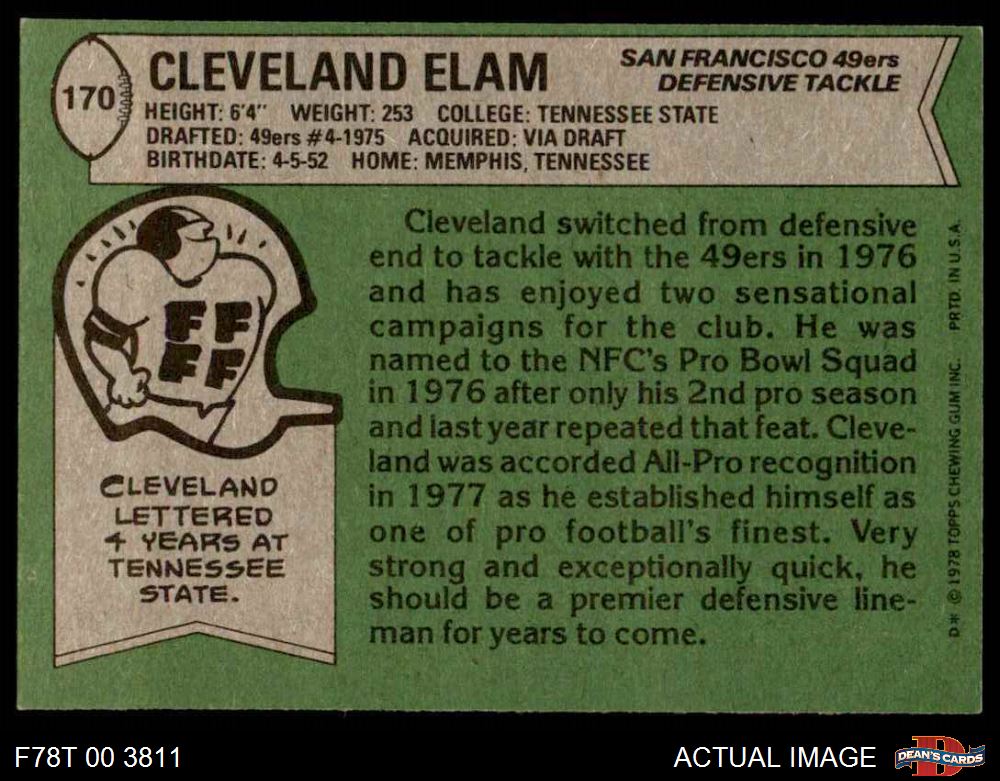 170
CLEVELAND ELAM
SAN FRANCISCO 49ers
DEFENSIVE TACKLE
HEIGHT: 6'4" WEIGHT: 253 COLLEGE: TENNESSEE STATE
DRAFTED: 49ers #4-1975 ACQUIRED: VIA DRAFT
BIRTHDATE: 4-5-52 HOME: MEMPHIS, TENNESSEE
FF
FF
CLEVELAND
LETTERED
4 YEARS AT
TENNESSEE
STATE.
Cleveland switched from defensive
end to tackle with the 49ers in 1976
and has enjoyed two sensational
campaigns for the club. He was
named to the NFC's Pro Bowl Squad
in 1976 after only his 2nd pro season
and last year repeated that feat. Cleve-
land was accorded All-Pro recognition
in 1977 as he established himself as
one of pro football's finest. Very
strong and exceptionally quick, he
should be a premier defensive line-
man for years to come.
D* © 1978 TOPPS CHEWING GUM INC. PRTD. IN U.S.A.
F78T 00 3811
ACTUAL IMAGE
D
DEAN'S CARDS